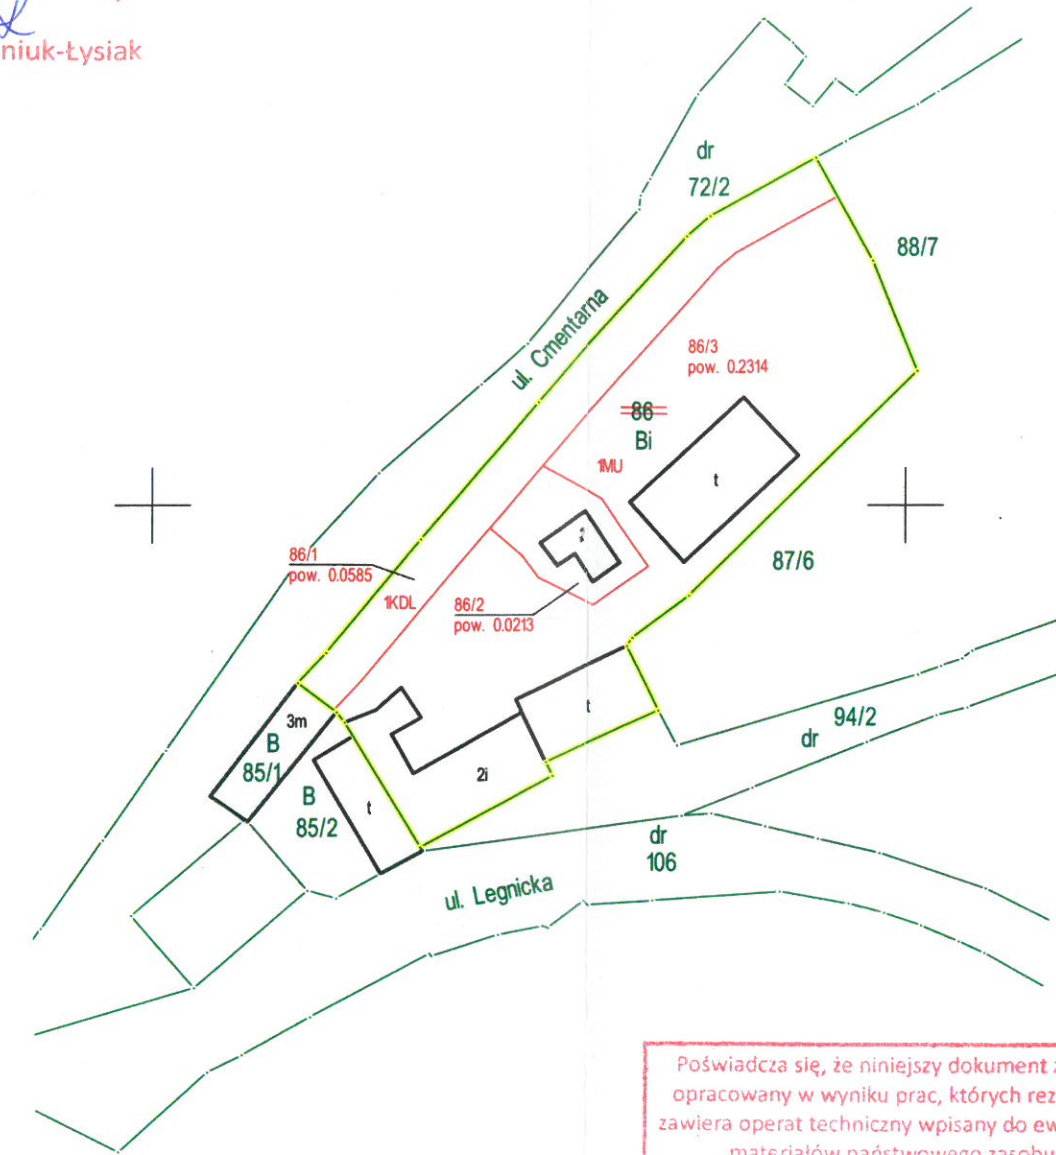 niuk-Łysiak
dr
72/2
88/7
ul. Cmentarna
86/3
pow. 0.2314
86
Bi
1MU
t
86/1
pow. 0.0585
1KDL
86/2
pow. 0.0213
87/6
3m
B
85/1
t
94/2
dr
2i
B
85/2
t
dr
106
ul. Legnicka
Poświadcza się, że niniejszy dokument
opracowany w wyniku prac, których rez
zawiera operat techniczny wpisany do ew
materiałów państwowego zasobu